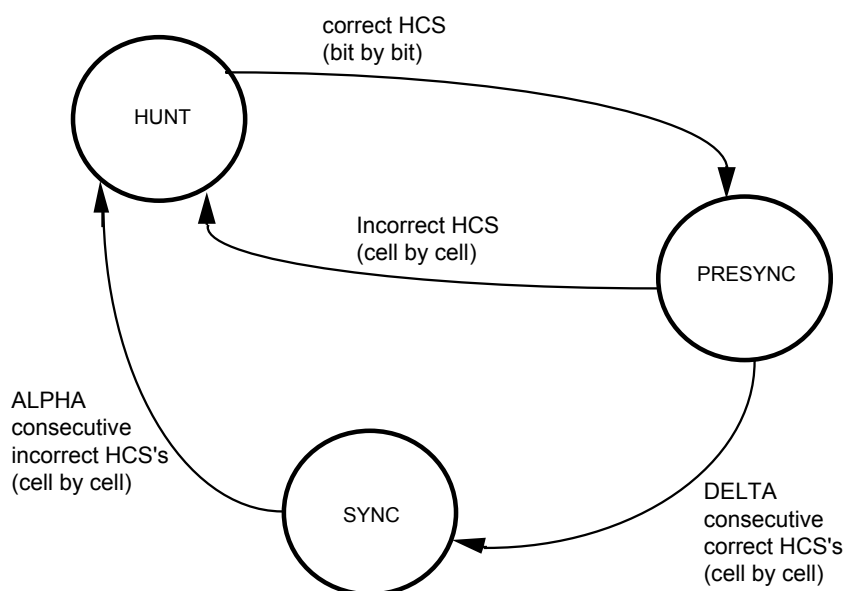 correct HCS
(bit by bit)
HUNT
Incorrect HCS
(cell by cell)
PRESYNC
ALPHA
consecutive
incorrect HCS's
(cell by cell)
SYNC
DELTA
consecutive
correct HCS's
(cell by cell)